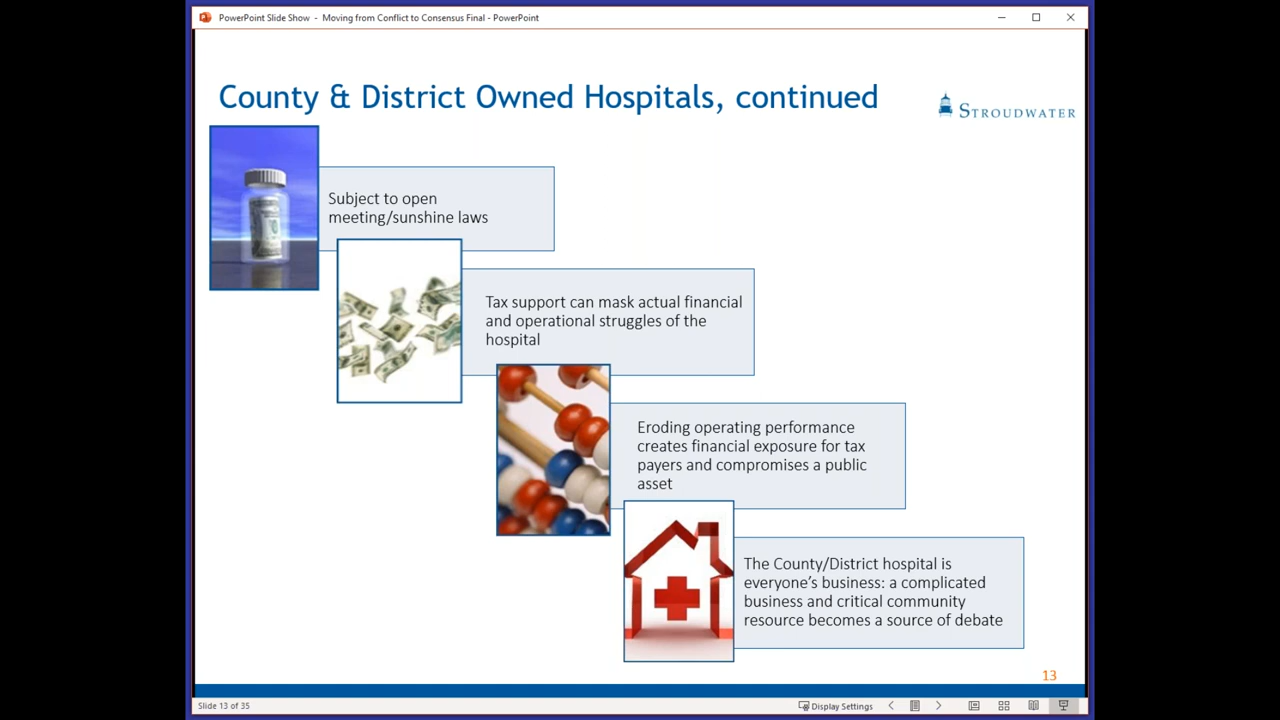 PowerPoint Slide Show - Moving from Conflict to Consensus Final - PowerPoint
County & District Owned Hospitals, continued
STROUDWATER
Subject to open
meeting/sunshine laws
Tax support can mask actual financial
and operational struggles of the
hospital
Eroding operating performance
creates financial exposure for tax
payers and compromises a public
asset
The County/District hospital is
everyone’s business: a complicated
business and critical community
resource becomes a source of debate
13
Slide 13 of 35
Display Settings